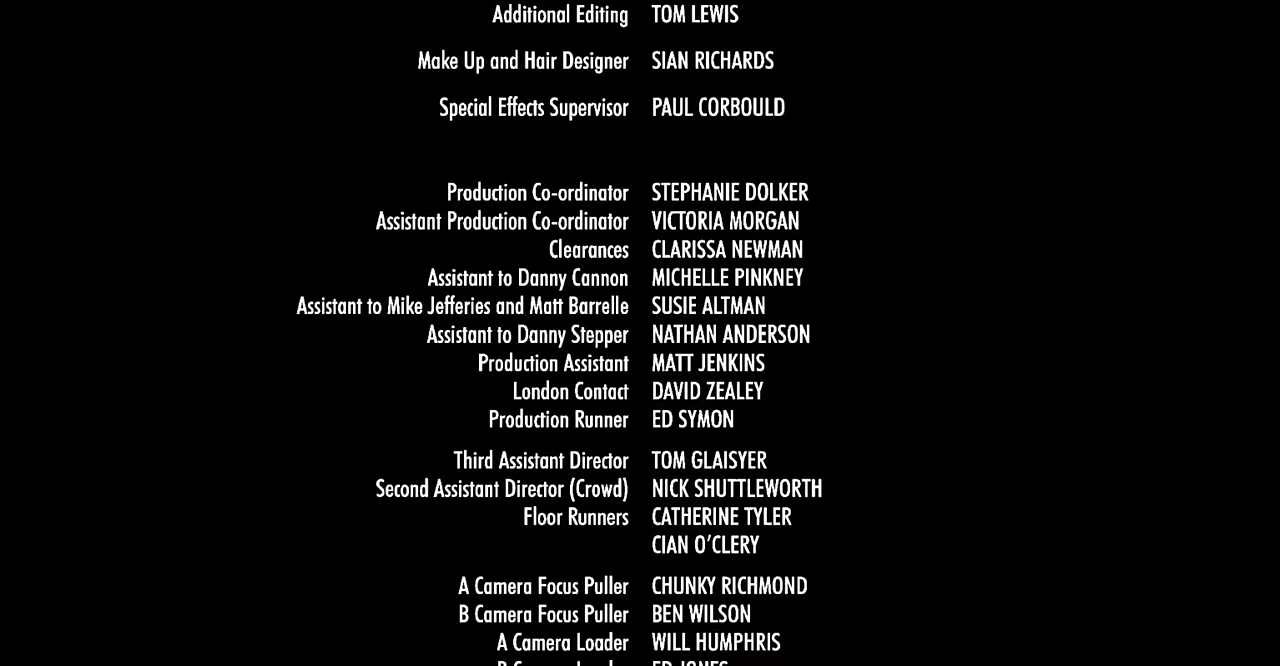 Additional Editing TOM LEWIS
Make Up and Hair Designer SIAN RICHARDS
Special Effects Supervisor PAUL CORBOULD
Production Co-ordinator STEPHANIE DOLKER
Assistant Production Co-ordinator VICTORIA MORGAN
Clearances CLARISSA NEWMAN
Assistant to Danny Cannon MICHELLE PINKNEY
Assistant to Mike Jefferies and Matt Barrelle SUSIE ALTMAN
Assistant to Danny Stepper NATHAN ANDERSON
Production Assistant MATT JENKINS
London Contact DAVID ZEALEY
Production Runner ED SYMON
Third Assistant Director TOM GLAISYER
Second Assistant Director (Crowd) NICK SHUTTLEWORTH
Floor Runners CATHERINE TYLER
CIAN O’CLERY
A Camera Focus Puller CHUNKY RICHMOND
B Camera Focus Puller BEN WILSON
A Camera Loader WILL HUMPHRIS
B Camera Loader ED JONES